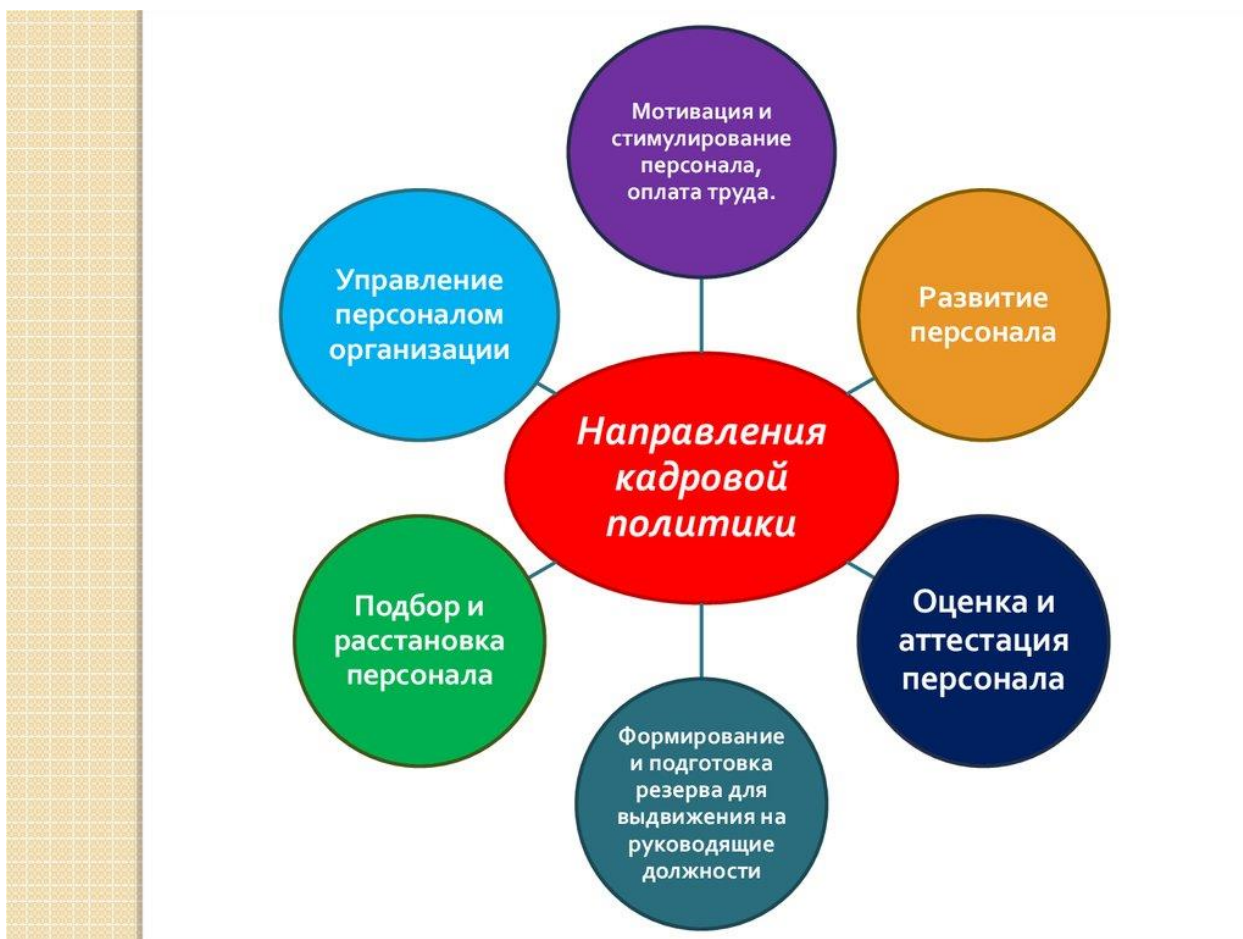 Мотивация и
стимулирование
персонала,
оплата труда.
Управление
персоналом
организации
Развитие
персонала
Направления
кадровой
политики
Подбор и
расстановка
персонала
Оценка и
аттестация
персонала
Формирование
и подготовка
резерва для
выдвижения на
руководящие
должности